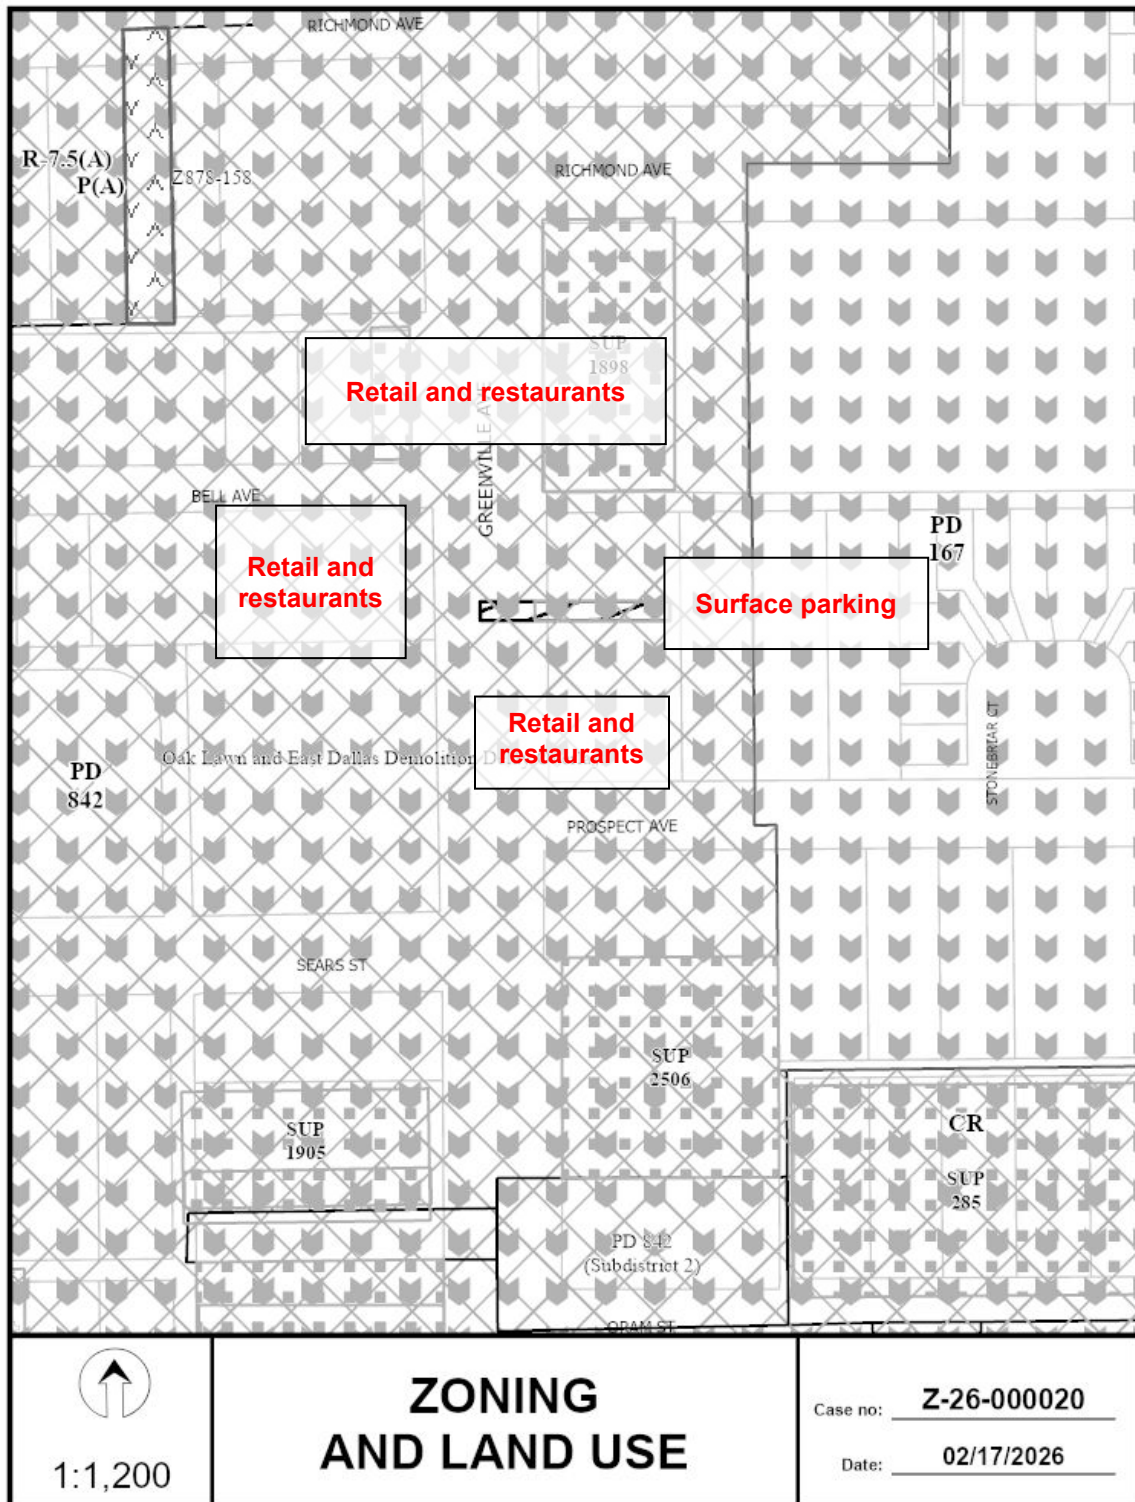 RICHMOND AVE
R-7.5(A)
P(A)
Z878-158
RICHMOND AVE
SUP
1898
Retail and restaurants
GREENVILLE AVE
BELL AVE
Retail and
restaurants
PD
167
Surface parking
Retail and
restaurants
STONEBRIAR CT
Oak Lawn and East Dallas Demolition
PD
842
PROSPECT AVE
SEARS ST
SUP
2506
SUP
1905
CR
SUP
285
PD 842
(Subdistrict 2)
ORAM ST
1:1,200
ZONING
AND LAND USE
Case no: Z-26-000020
Date: 02/17/2026